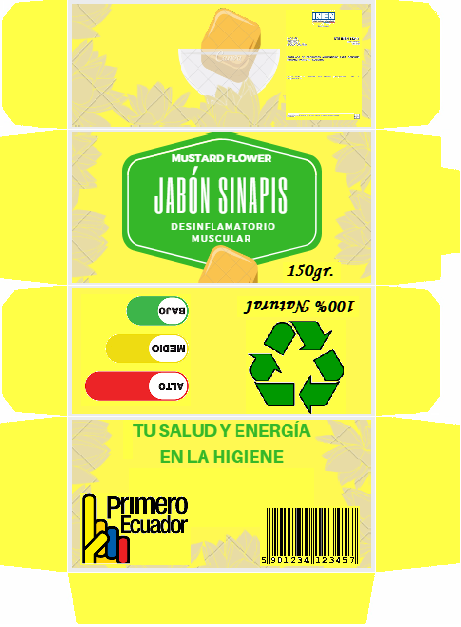 INEN
MUSTARD FLOWER
JABÓN SINAPIS
DESINFLAMATORIO
MUSCULAR
150gr.
BAJO
MEDIO
ALTO
100% Natural
TU SALUD Y ENERGÍA
EN LA HIGIENE
Primero
Ecuador
5 901234 123457